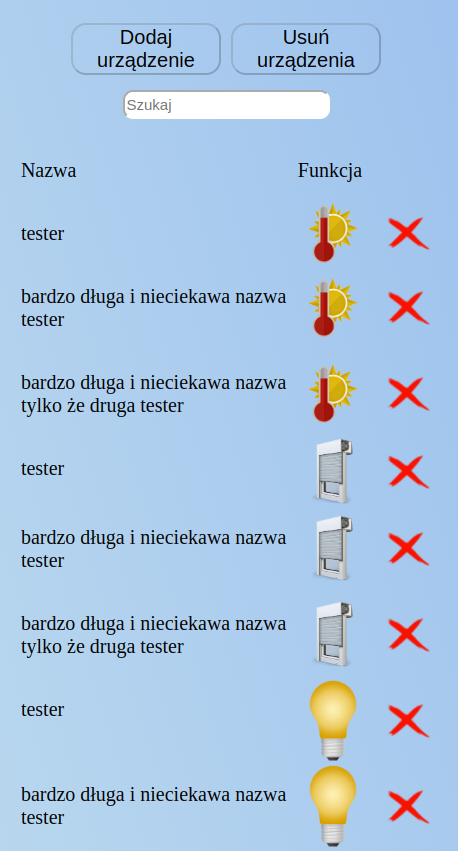 Dodaj
urządzenie
Usuń
urządzenia
Szukaj
Nazwa
Funkcja
tester
bardzo długa i nieciekawa nazwa
tester
bardzo długa i nieciekawa nazwa
tylko że druga tester
tester
bardzo długa i nieciekawa nazwa
tester
bardzo długa i nieciekawa nazwa
tylko że druga tester
tester
bardzo długa i nieciekawa nazwa
tester